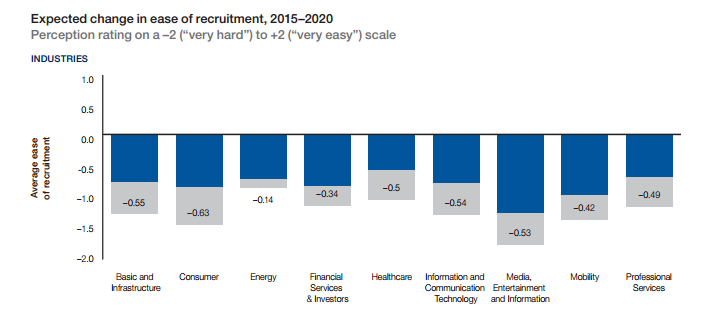 Expected change in ease of recruitment, 2015–2020
Perception rating on a –2 (“very hard”) to +2 (“very easy”) scale
INDUSTRIES
Average ease
of recruitment
1.0
0.5
0.0
–0.5
–1.0
–1.5
–2.0
–0.55
–0.63
–0.14
–0.34
–0.5
–0.54
–0.53
–0.42
–0.49
Basic and
Infrastructure
Consumer
Energy
Financial
Services
& Investors
Healthcare
Information and
Communication
Technology
Media,
Entertainment
and Information
Mobility
Professional
Services